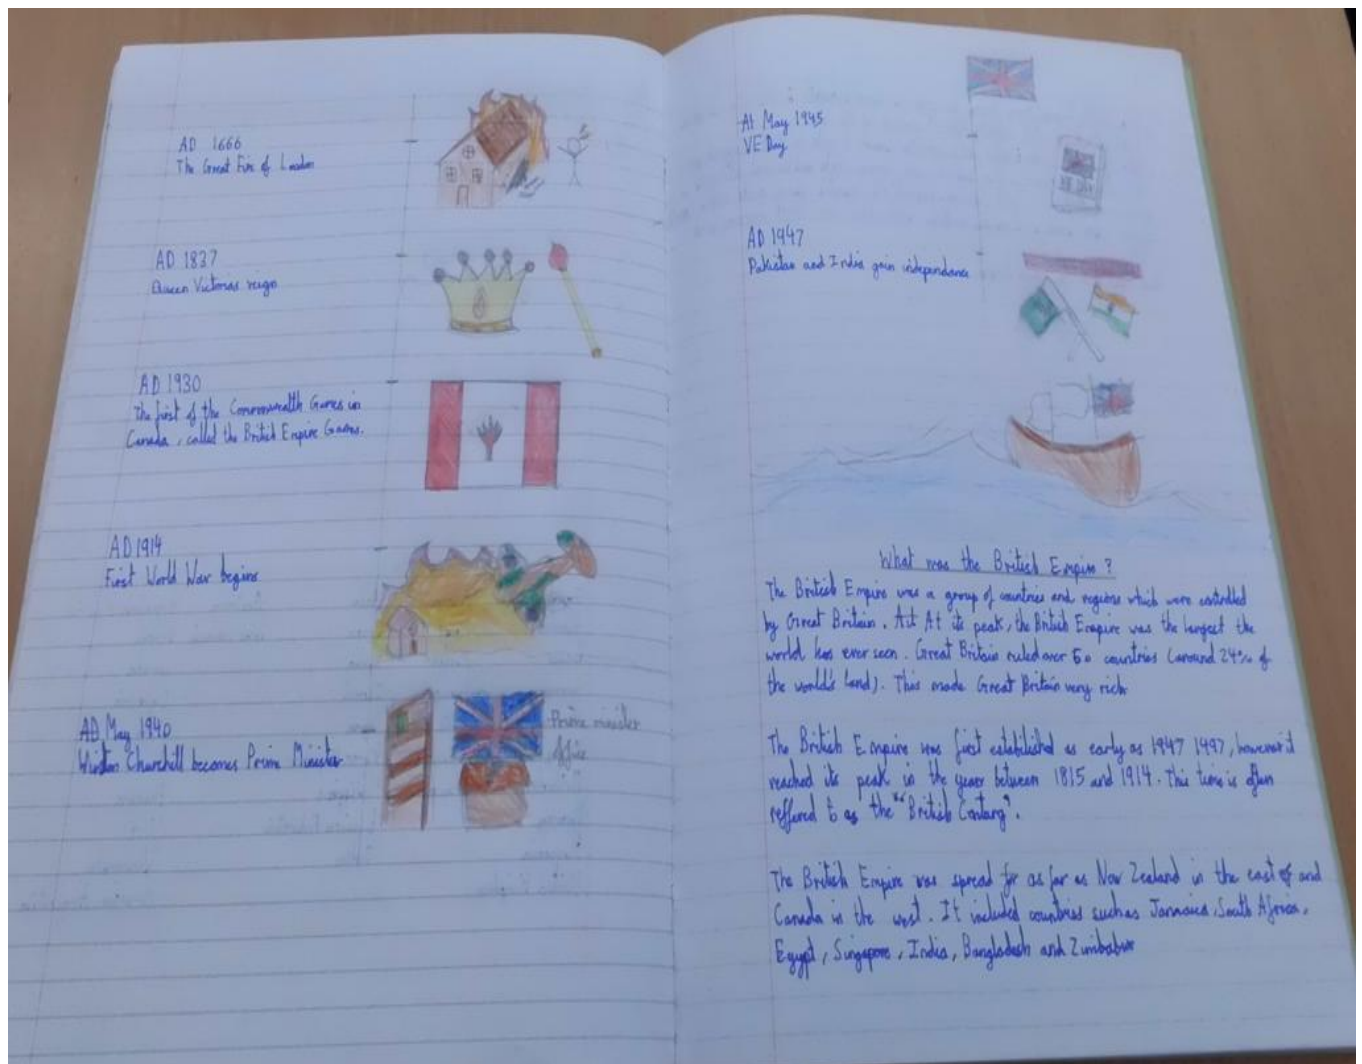 AD 1666
The Great Fire of London
AD 1837
Queen Victorias reign
AD 1930
The first of the Commonwealth Games in
Canada, called the British Empire Games.
AD 1914
First World War begins
AD May 1940
Winston Churchill becomes Prime Minister
Prime minister
office
At May 1945
VE Day
AD 1947
Pakistan and India gain independance
What was the British Empire?
The British Empire was a group of countries and regions which were controlled
by Great Britain. Act At its peak, the British Empire was the largest the
world has ever seen. Great Britain ruled over 50 countries (around 24% of
the world's land). This made Great Britain very rich
The British Empire was first established as early as 1947 1497, however it
reached its peak in the year between 1815 and 1914. This time is often
reffered to as the "British Contary".
The British Empire was spread far as far as New Zealand in the east of and
Canada in the west. It included countries such as Jamaica, South Africa,
Egypt, Singapore, India, Bangladesh and Zimbabwe